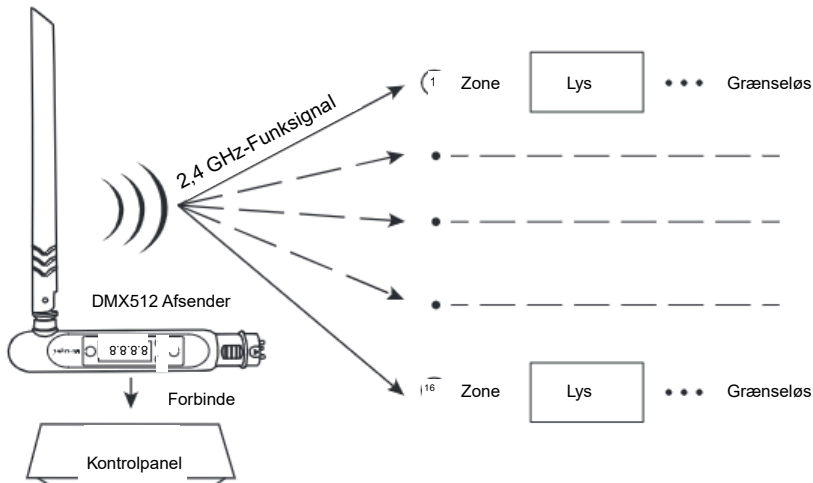 1 Zone Lys Grænseløs
2,4 GHz-Funksignal
DMX512 Afsender
8.8.8.8
16 Zone Lys Grænseløs
Forbinde
Kontrolpanel